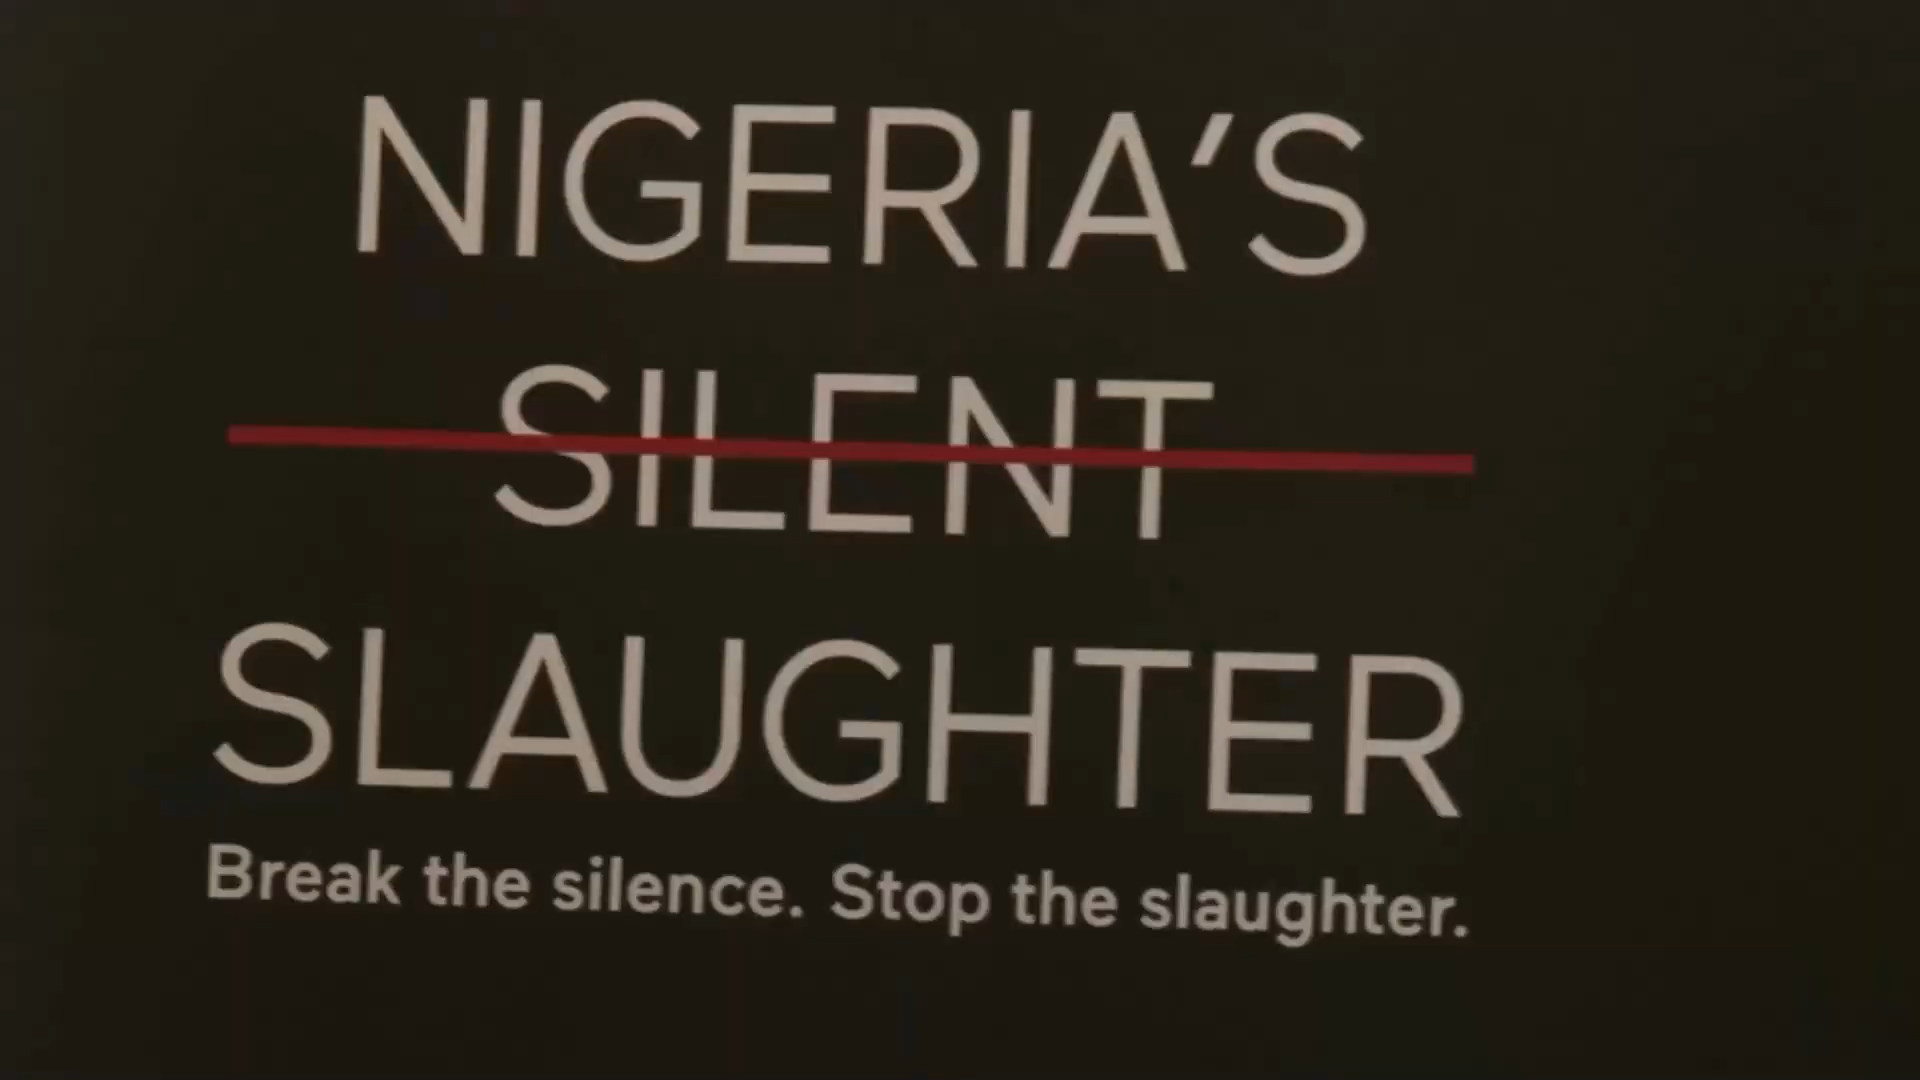 NIGERIA'S
SILENT
SLAUGHTER
Break the silence. Stop the slaughter.